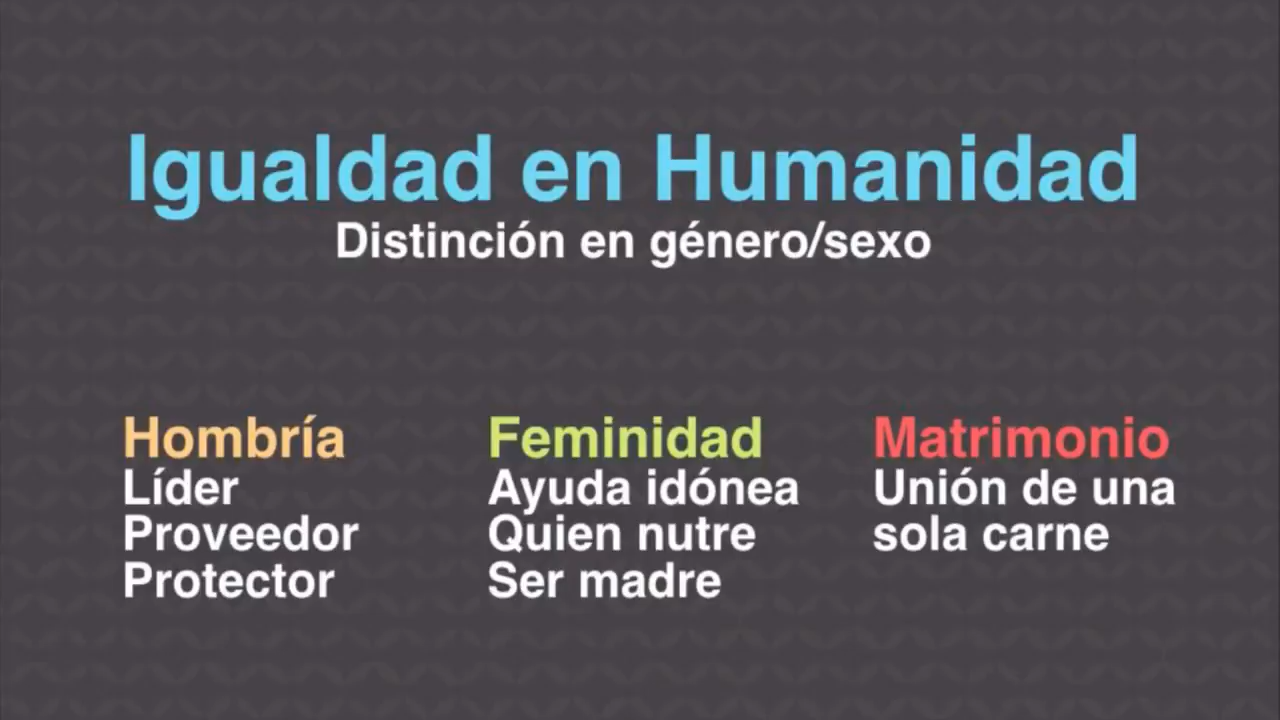 Igualdad en Humanidad
Distinción en género/sexo
Hombría
Líder
Proveedor
Protector
Feminidad
Ayuda idónea
Quien nutre
Ser madre
Matrimonio
Unión de una
sola carne